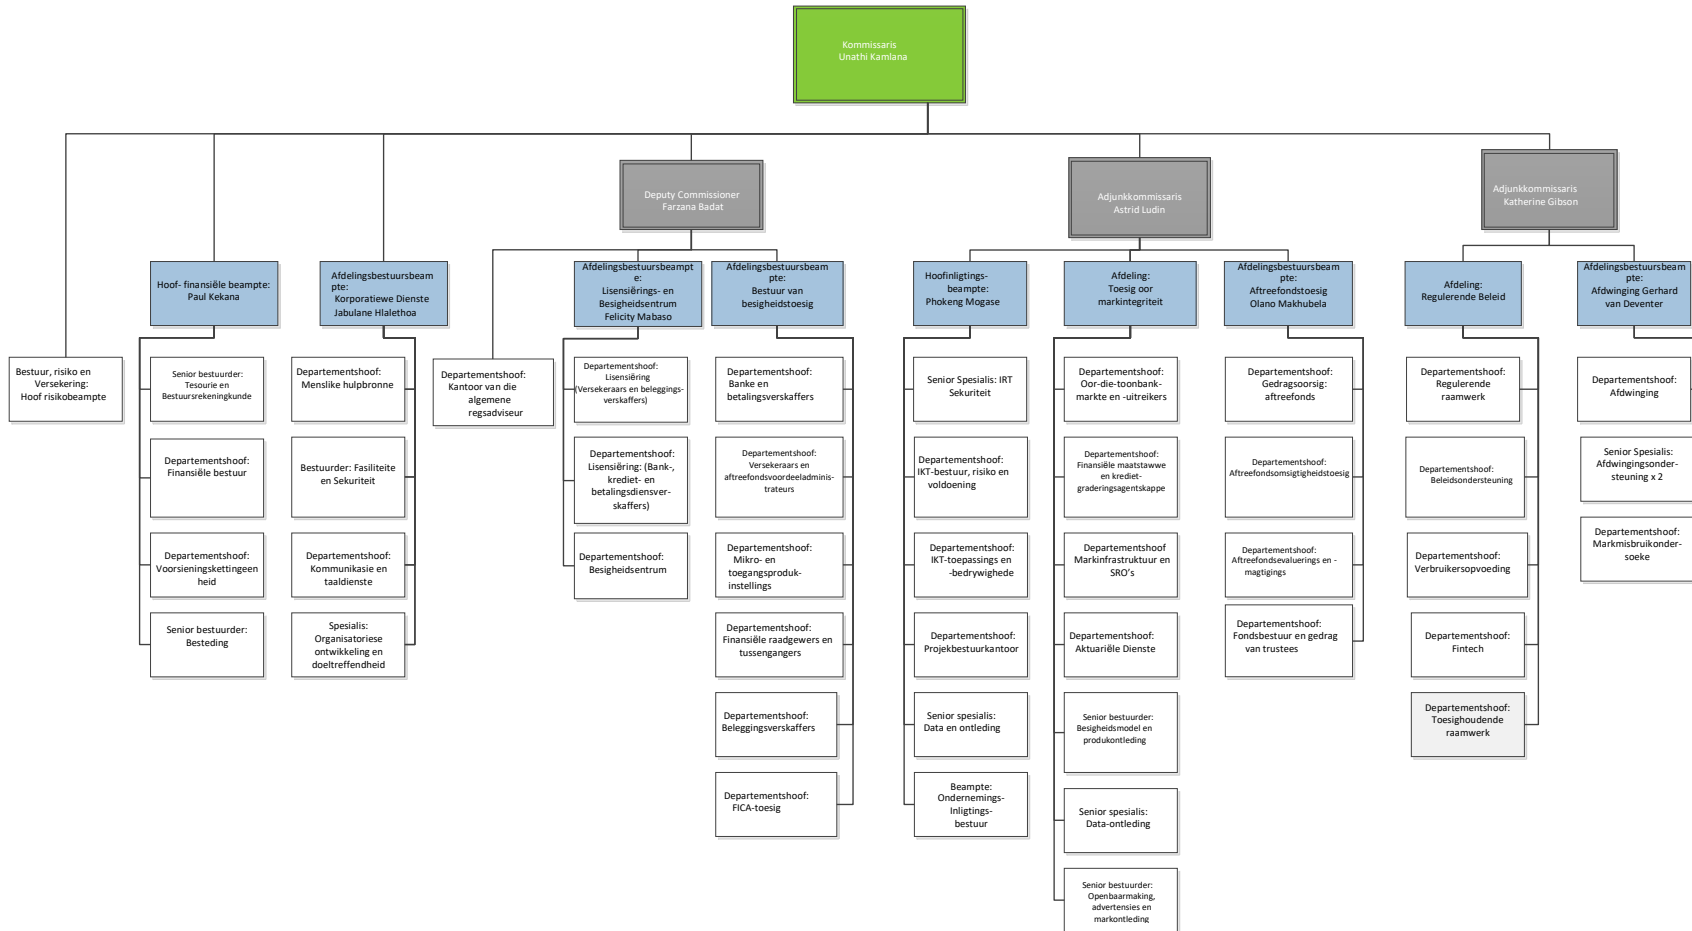 Kommissaris
Unathi Kamlana
Deputy Commissioner
Farzana Badat
Adjunkkommissaris
Astrid Ludin
Adjunkkommissaris
Katherine Gibson
Hoof- finansiële beampte:
Paul Kekana
Afdelingsbestuursbeam
pte:
Korporatiewe Dienste
Jabulane Hlalethoa
Afdelingsbestuursbeampt
e:
Lisensiërings- en
Besigheidsentrum
Felicity Mabaso
Afdelingsbestuursbeam
pte:
Bestuur van
besigheidstoesig
Hoofinligtings-
beampte:
Phokeng Mogase
Afdeling:
Toesig oor
markintegriteit
Afdelingsbestuursbeam
pte:
Aftreefondstoesig
Olano Makhubela
Afdeling:
Regulerende Beleid
Afdelingsbestuursbeam
pte:
Afdwinging Gerhard
van Deventer
Bestuur, risiko en
Versekering:
Hoof risikobeampte
Senior bestuurder:
Tesourie en
Bestuursrekeningkunde
Departementshoof:
Finansiële bestuur
Departementshoof:
Voorsieningskettingeen
heid
Senior bestuurder:
Besteding
Departementshoof:
Menslike hulpbronne
Bestuurder: Fasiliteite
en Sekuriteit
Departementshoof:
Kommunikasie en
taaldienste
Spesialis:
Organisatoriese
ontwikkeling en
doeltreffendheid
Departementshoof:
Kantoor van die
algemene
regsadviseur
Departementshoof:
Lisensiëring
(Versekeraars en beleggings-
verskaffers)
Departementshoof:
Lisensiëring: (Bank-,
krediet- en
betalingsdiensver-
skaffers)
Departementshoof:
Besigheidsentrum
Departementshoof:
Banke en
betalingsverskaffers
Departementshoof:
Versekeraars en
aftreefondsvoordeeladminis-
trateurs
Departementshoof:
Mikro- en
toegangsproduk-
instellings
Departementshoof:
Finansiële raadgewers en
tussengangers
Departementshoof:
Beleggingsverskaffers
Departementshoof:
FICA-toesig
Senior Spesialis: IRT
Sekuriteit
Departementshoof:
IKT-bestuur, risiko en
voldoening
Departementshoof:
IKT-toepassings en
-bedrywighede
Departementshoof:
Projekbestuurkantoor
Senior spesialis:
Data en ontleding
Beampte:
Ondernemings-
Inligtings-
bestuur
Departementshoof:
Oor-die-toonbank-
markte en -uitreikers
Departementshoof:
Finansiële maatstawwe
en krediet-
graderingsagentskappe
Departementshoof
Markinfrastruktuur en
SRO's
Departementshoof:
Aktuariële Dienste
Senior bestuurder:
Besigheidsmodel en
produkontleding
Senior spesialis:
Data-ontleding
Senior bestuurder:
Openbaarmaking,
advertensies en
markontleding
Departementshoof:
Gedragsoorsig:
aftreefonds
Departementshoof:
Aftreefondsomsigtigheidstoesig
Departementshoof:
Aftreefondsevaluerings en -
magtigings
Departementshoof:
Fondsbestuur en gedrag
van trustees
Departementshoof:
Regulerende
raamwerk
Departementshoof:
Beleidsondersteuning
Departementshoof:
Verbruikersopvoeding
Departementshoof:
Fintech
Departementshoof:
Toesighoudende
raamwerk
Departementshoof:
Afdwinging
Senior Spesialis:
Afdwingingsonder-
steuning x 2
Departementshoof:
Markmisbruikonder-
soeke